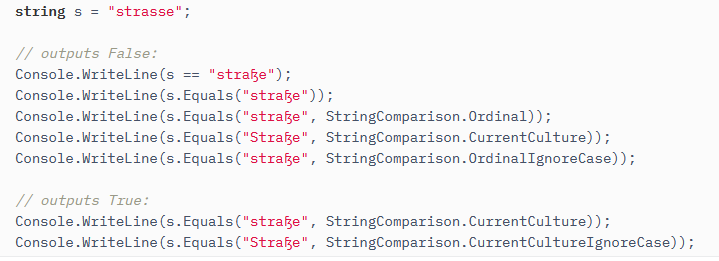 string s = "strasse";
// outputs False:
Console.WriteLine(s == "straße");
Console.WriteLine(s.Equals("straße"));
Console.WriteLine(s.Equals("straße", StringComparison.Ordinal));
Console.WriteLine(s.Equals("Straße", StringComparison.CurrentCulture));
Console.WriteLine(s.Equals("straße", StringComparison.OrdinalIgnoreCase));
// outputs True:
Console.WriteLine(s.Equals("straße", StringComparison.CurrentCulture));
Console.WriteLine(s.Equals("Straße", StringComparison.CurrentCultureIgnoreCase));